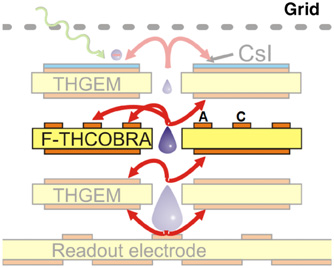 Grid
CsI
THGEM
A C
F-THCOBRA
THGEM
Readout electrode